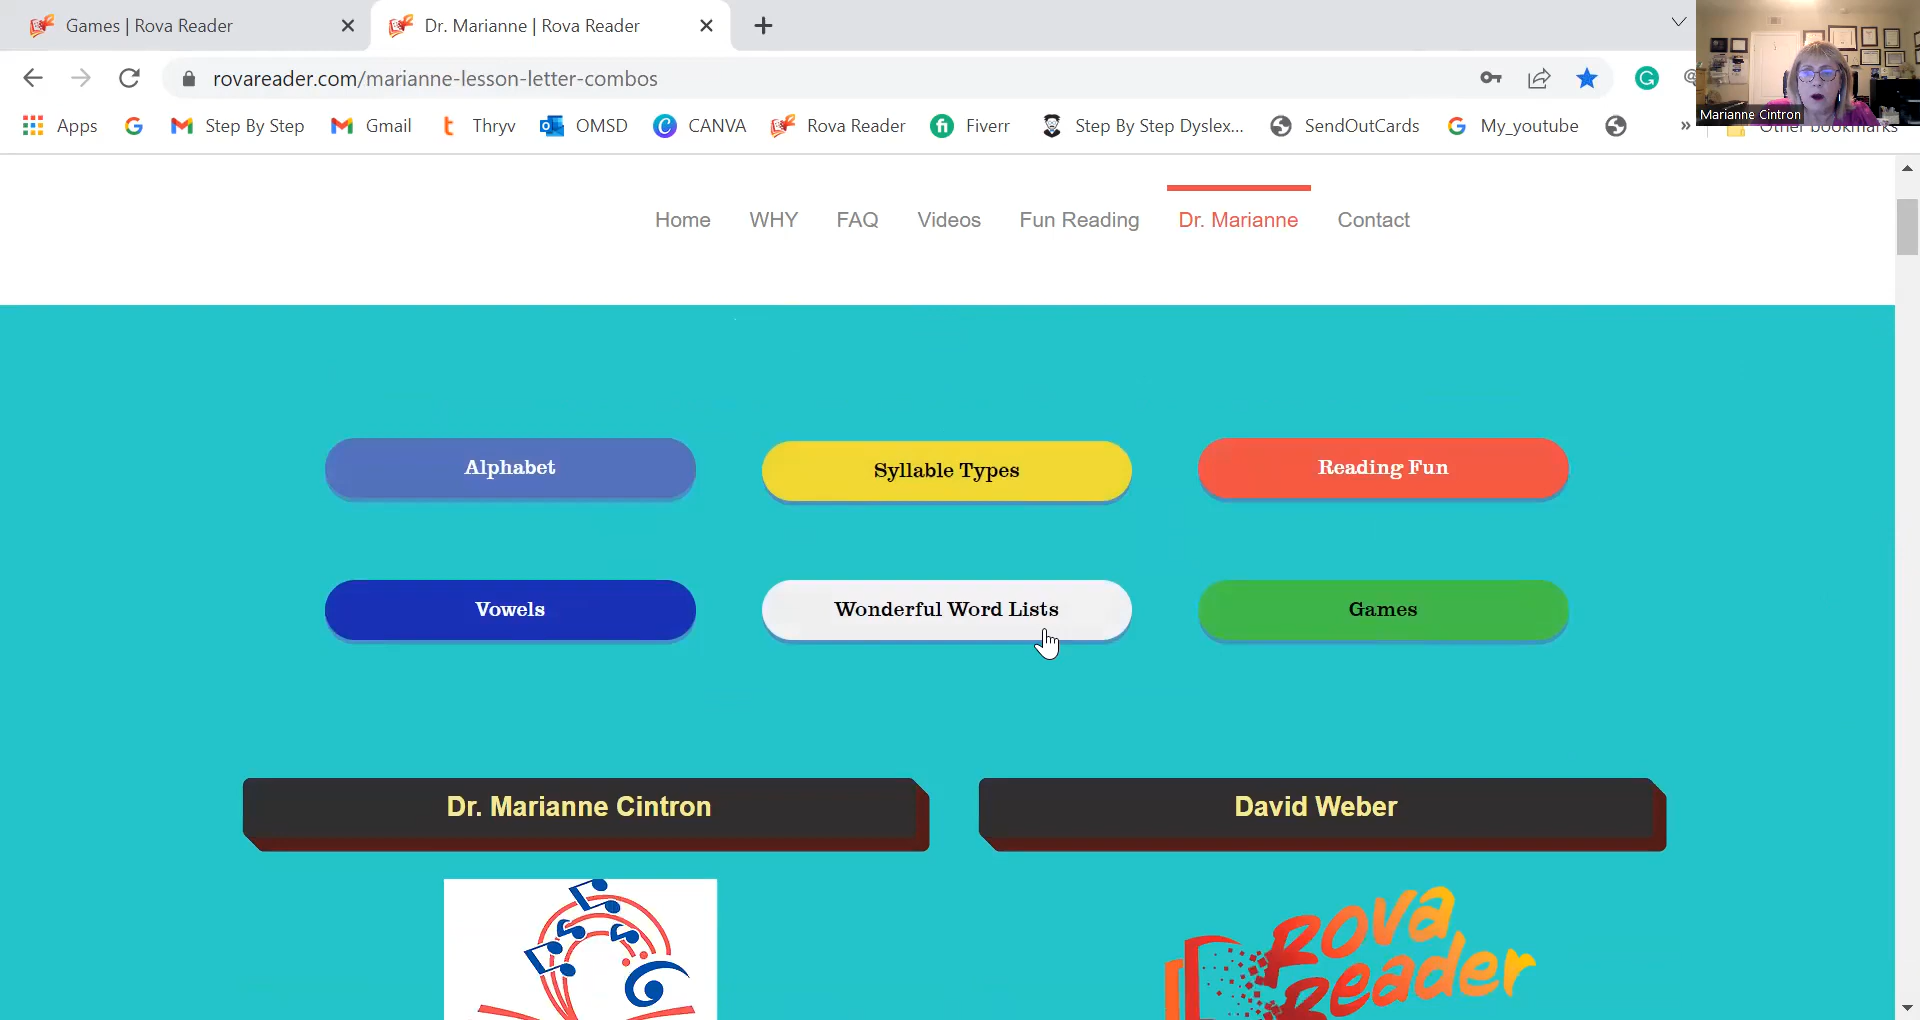 Games | Rova Reader
Dr. Marianne | Rova Reader
rovareader.com/marianne-lesson-letter-combos
Marianne Cintron
Apps
Step By Step
Gmail
Thryv
OMSD
CANVA
Rova Reader
Fiverr
Step By Step Dyslex...
SendOutCards
My_youtube
»
Other bookmarks
Home
WHY
FAQ
Videos
Fun Reading
Dr. Marianne
Contact
Alphabet
Syllable Types
Reading Fun
Vowels
Wonderful Word Lists
Games
Dr. Marianne Cintron
David Weber
Rova
Reader